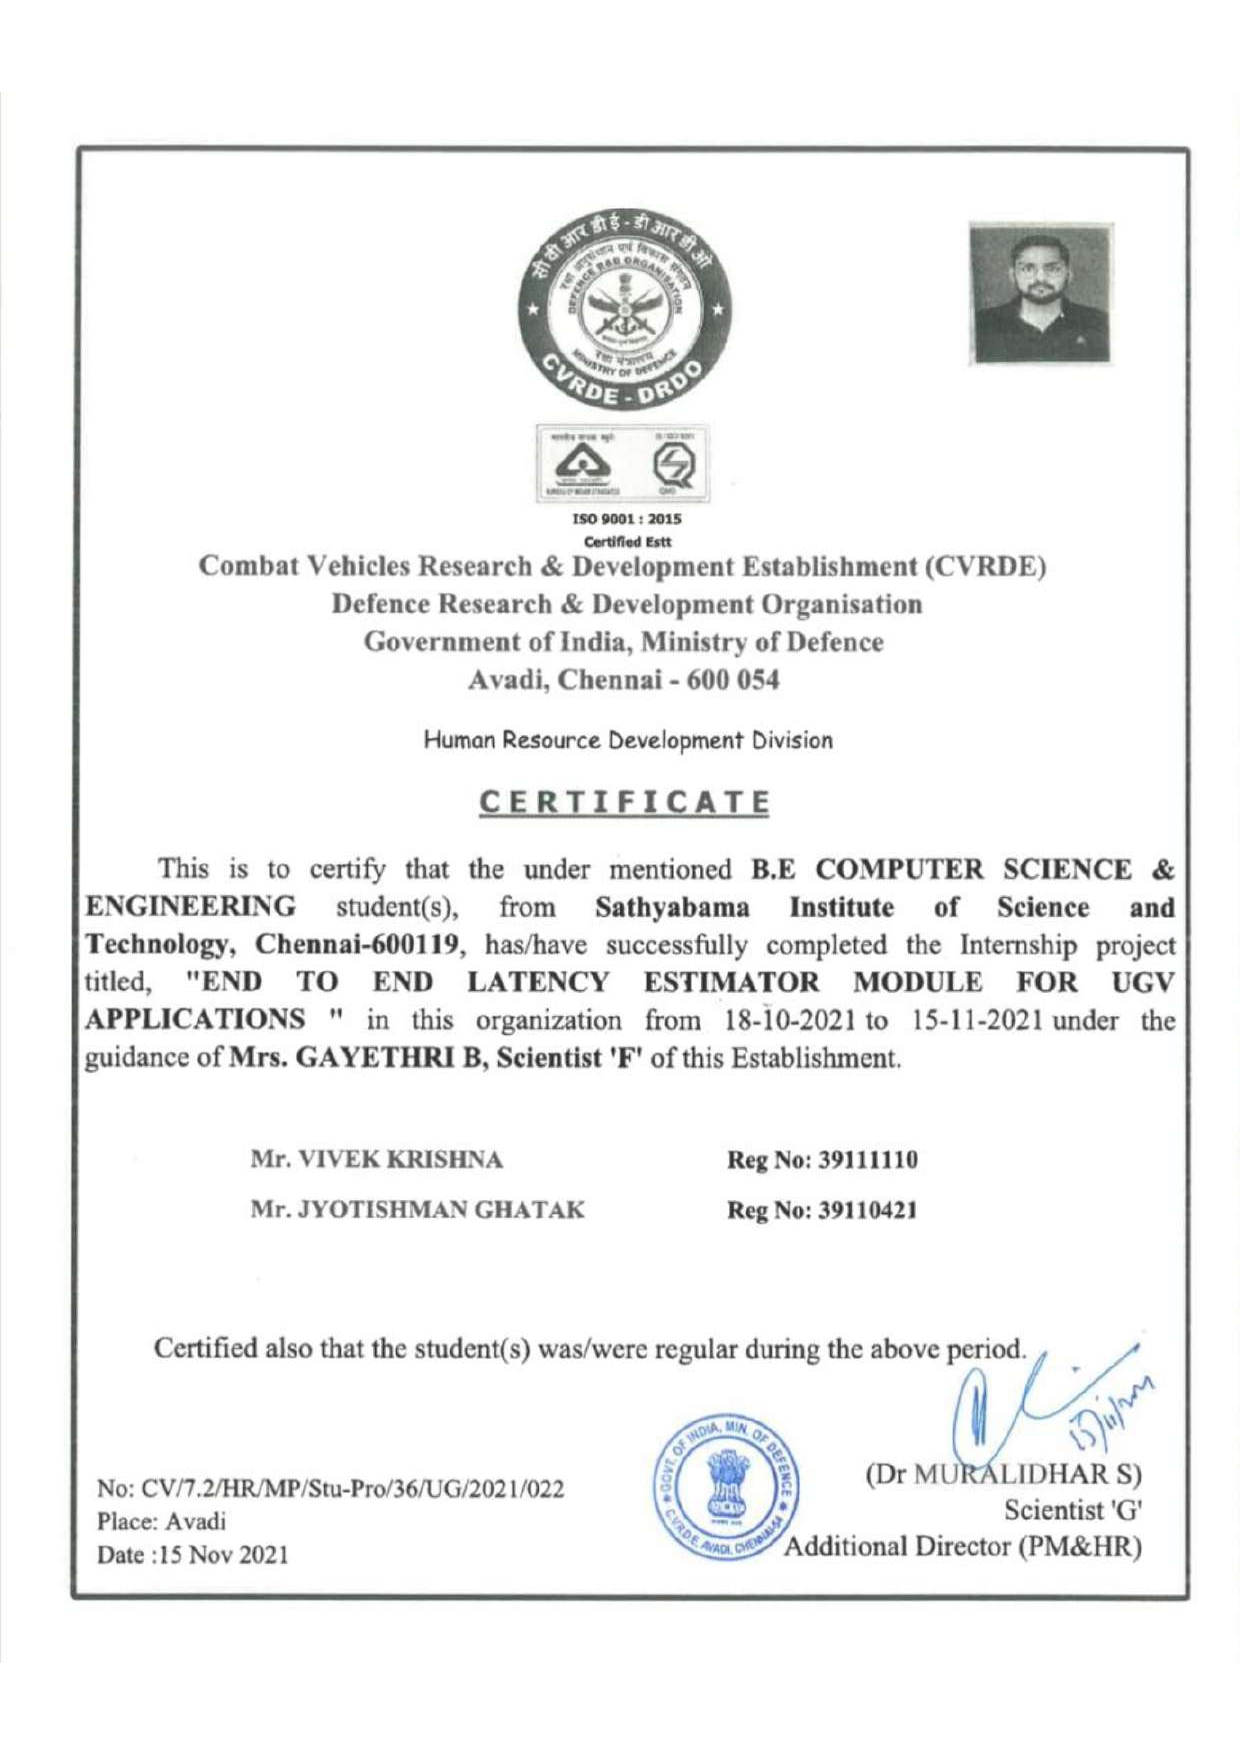 सी वी आर डी ई - डी आर डी ओ
रक्षा अनुसंधान एवं विकास संगठन
DEFENCE R&D ORGANISATION
रक्षा मंत्रालय
MINISTRY OF DEFENCE
CVRDE - DRDO
ISO 9001 : 2015
Certified Estt
Combat Vehicles Research & Development Establishment (CVRDE)
Defence Research & Development Organisation
Government of India, Ministry of Defence
Avadi, Chennai - 600 054
Human Resource Development Division
CERTIFICATE
This is to certify that the under mentioned B.E COMPUTER SCIENCE &
ENGINEERING student(s), from Sathyabama Institute of Science and
Technology, Chennai-600119, has/have successfully completed the Internship project
titled, "END TO END LATENCY ESTIMATOR MODULE FOR UGV
APPLICATIONS " in this organization from 18-10-2021 to 15-11-2021 under the
guidance of Mrs. GAYETHRI B, Scientist 'F' of this Establishment.
Mr. VIVEK KRISHNA Reg No: 39111110
Mr. JYOTISHMAN GHATAK Reg No: 39110421
Certified also that the student(s) was/were regular during the above period.
15/11/2021
GOVT. OF INDIA, MIN. OF DEFENCE
C.V.R.D.E, AVADI, CHENNAI-54
No: CV/7.2/HR/MP/Stu-Pro/36/UG/2021/022
Place: Avadi
Date :15 Nov 2021
(Dr MURALIDHAR S)
Scientist 'G'
Additional Director (PM&HR)